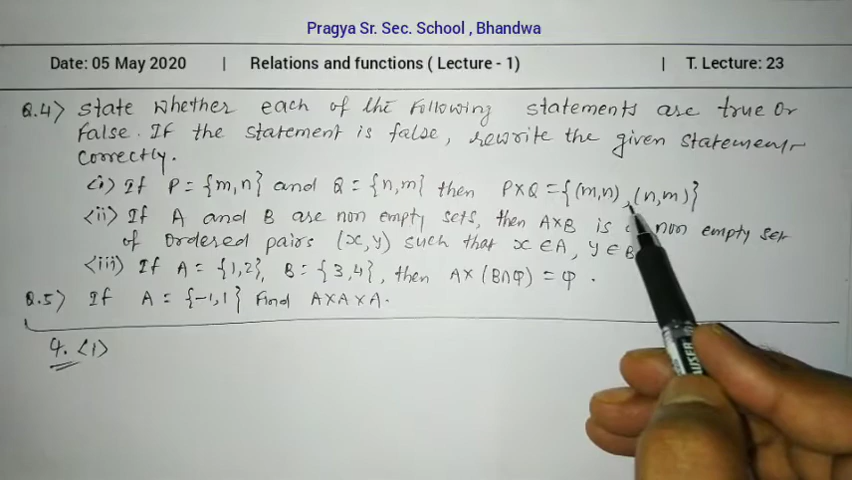 Pragya Sr. Sec. School , Bhandwa
Date: 05 May 2020 | Relations and functions ( Lecture - 1) | T. Lecture: 23
Q.4> State whether each of the following statements are true or
false. If the statement is false, rewrite the given statement
correctly.
(i) If P = {m,n} and Q = {n,m} then P×Q = {(m,n),(n,m)}
(ii) If A and B are non empty sets, then A×B is a non empty set
of ordered pairs (x,y) such that x ∈ A, y ∈ B
(iii) If A = {1,2}, B = {3,4}, then A × (B∩φ) = φ .
Q.5> If A = {-1,1} Find A×A×A.
4. <1>